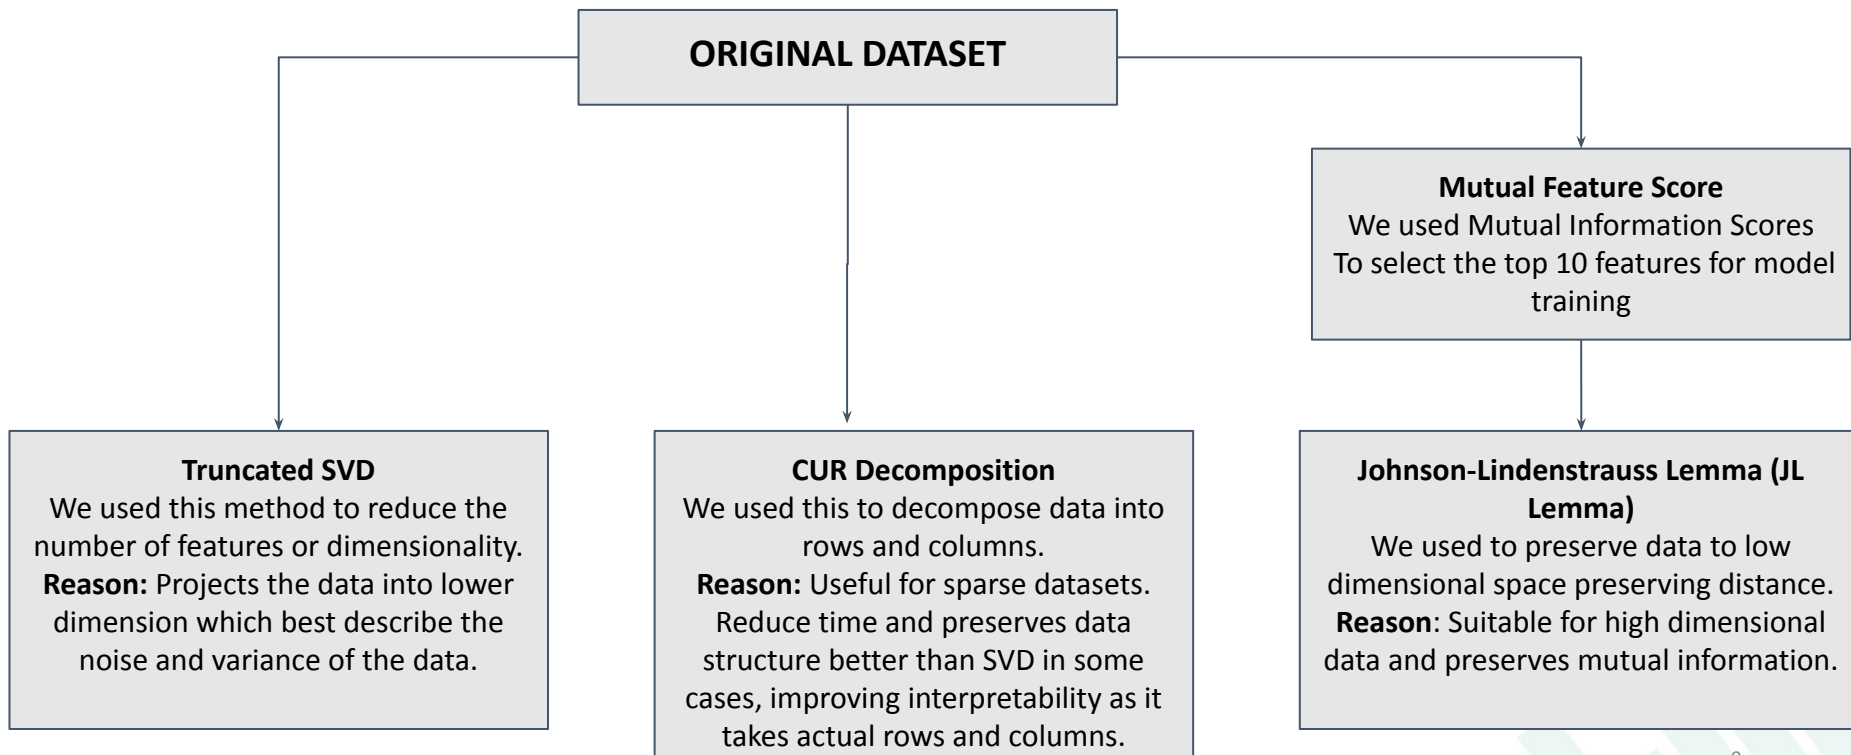 ORIGINAL DATASET
Mutual Feature Score
We used Mutual Information Scores
To select the top 10 features for model
training
Truncated SVD
We used this method to reduce the
number of features or dimensionality.
Reason: Projects the data into lower
dimension which best describe the
noise and variance of the data.
CUR Decomposition
We used this to decompose data into
rows and columns.
Reason: Useful for sparse datasets.
Reduce time and preserves data
structure better than SVD in some
cases, improving interpretability as it
takes actual rows and columns.
Johnson-Lindenstrauss Lemma (JL
Lemma)
We used to preserve data to low
dimensional space preserving distance.
Reason: Suitable for high dimensional
data and preserves mutual information.